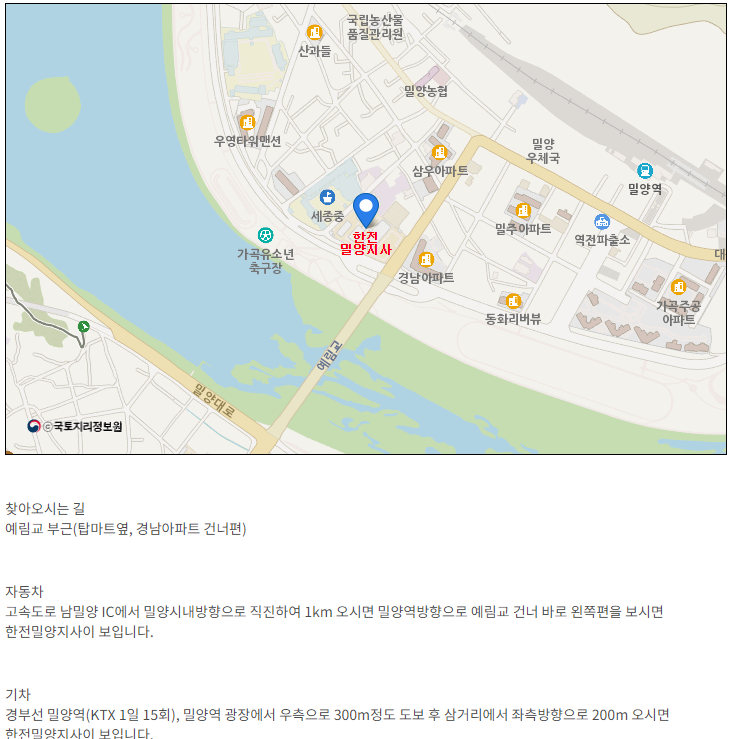 국립농산물
품질관리원
산과들
밀양농협
우영타워맨션
밀양
우체국
삼우아파트
밀양역
세종중
한전
밀양지사
밀주아파트
역전파출소
가곡유소년
축구장
경남아파트
대
가곡주공
아파트
동화리버뷰
예림교
밀양대로
ⓒ국토지리정보원
찾아오시는 길
예림교 부근(탑마트옆, 경남아파트 건너편)
자동차
고속도로 남밀양 IC에서 밀양시내방향으로 직진하여 1km 오시면 밀양역방향으로 예림교 건너 바로 왼쪽편을 보시면
한전밀양지사이 보입니다.
기차
경부선 밀양역(KTX 1일 15회), 밀양역 광장에서 우측으로 300m정도 도보 후 삼거리에서 좌측방향으로 200m 오시면
한전밀양지사이 보입니다.